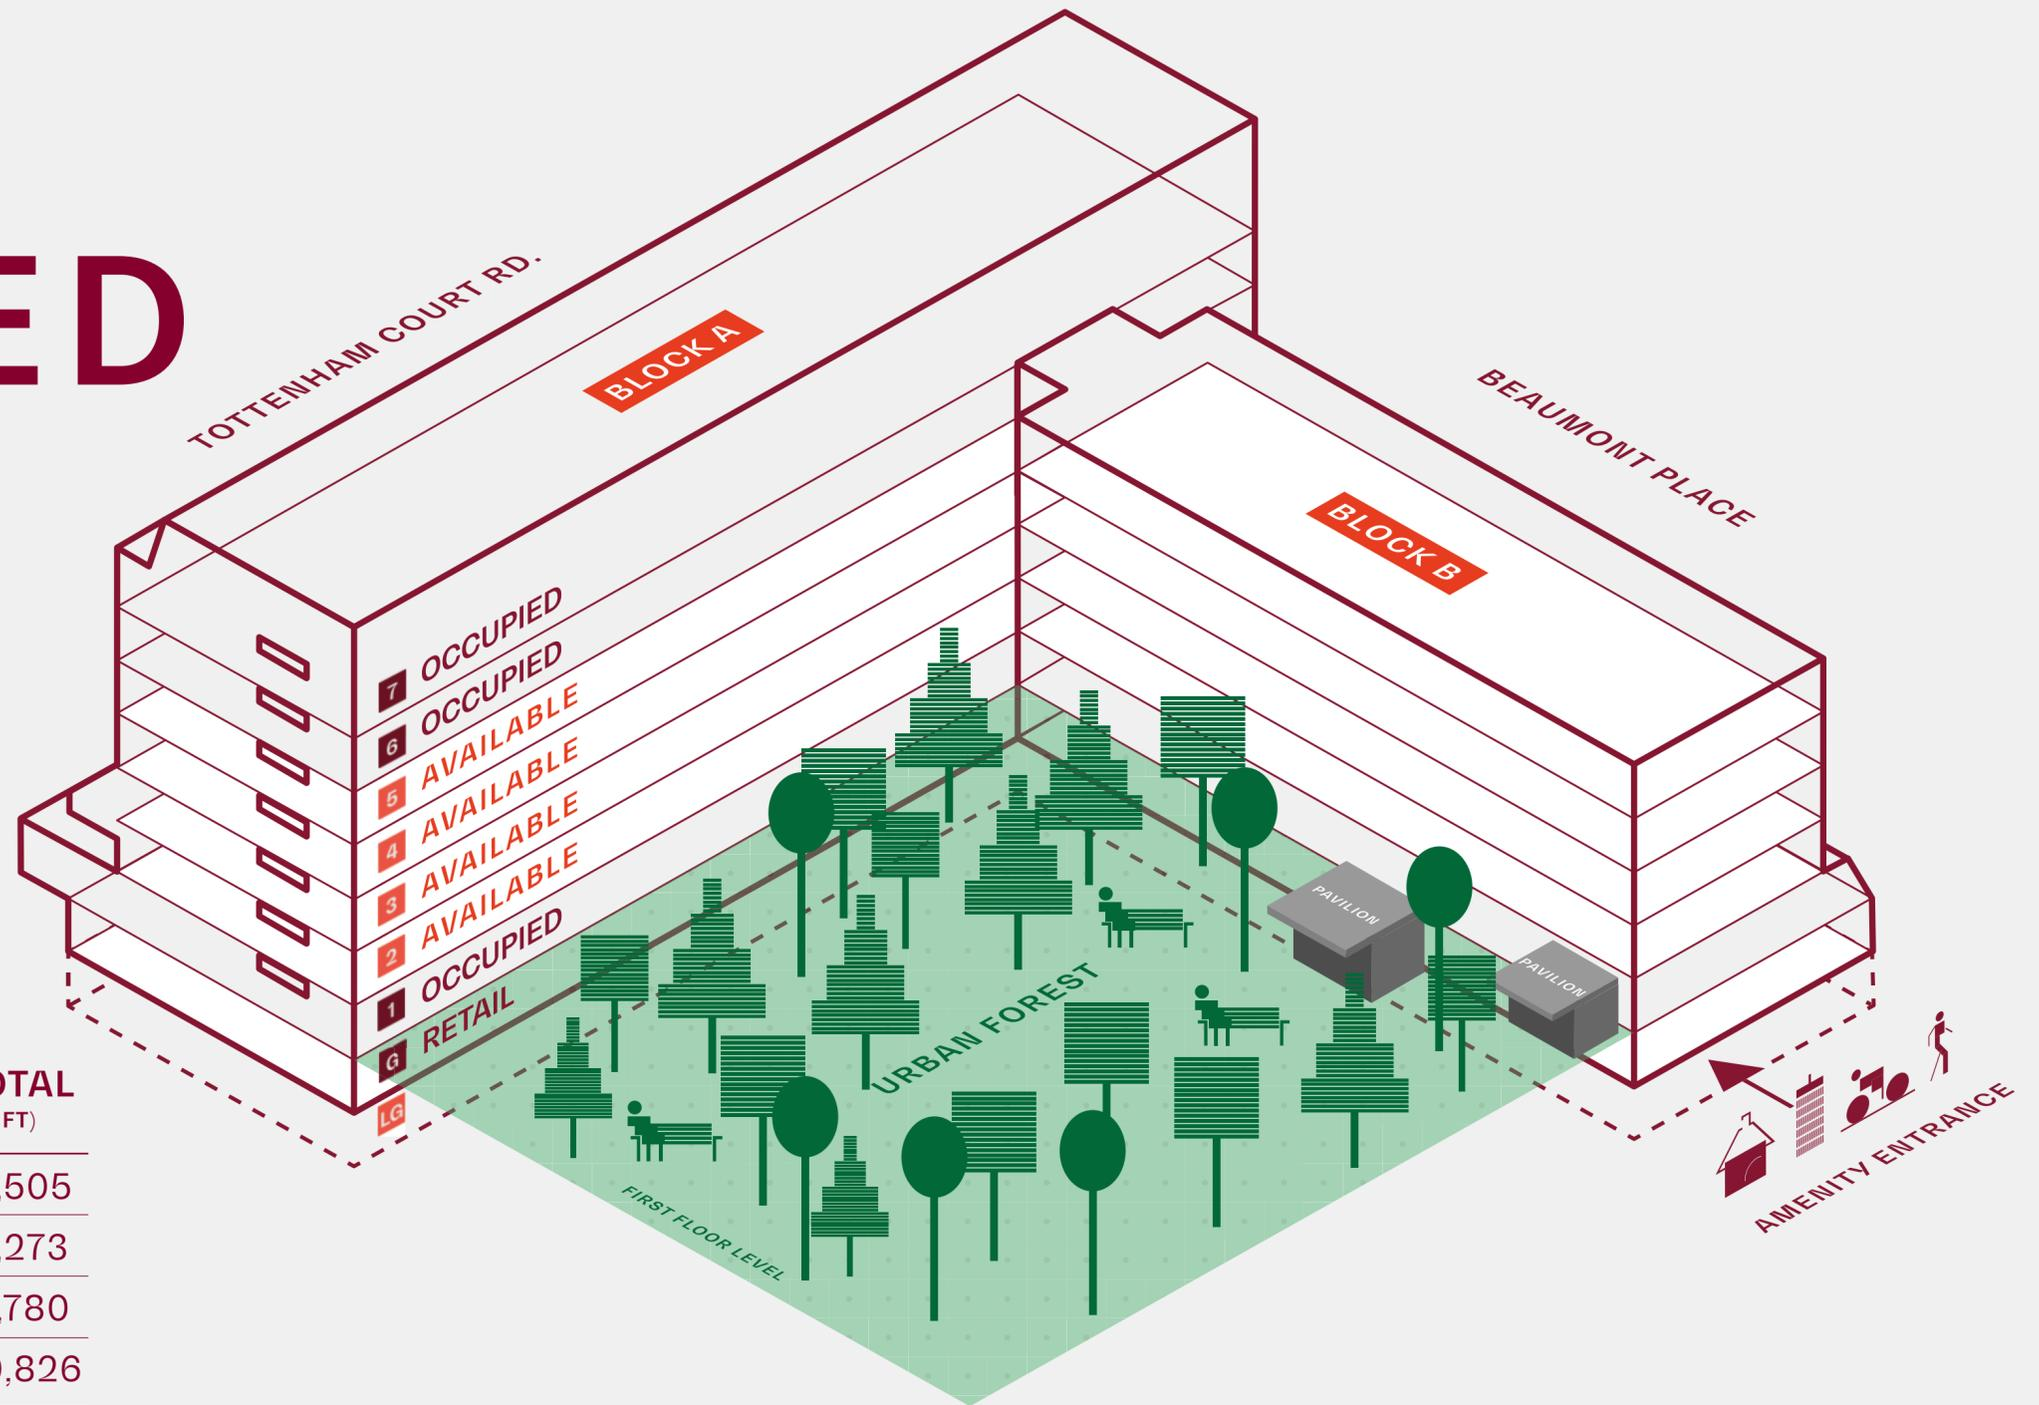 ED
TOTTENHAM COURT RD.
BLOCK A
BEAUMONT PLACE
BLOCK B
7 OCCUPIED
6 OCCUPIED
5 AVAILABLE
4 AVAILABLE
3 AVAILABLE
2 AVAILABLE
1 OCCUPIED
G RETAIL
LG
PAVILION
PAVILION
URBAN FOREST
FIRST FLOOR LEVEL
AMENITY ENTRANCE
OTAL
FT)
,505
,273
,780
,826